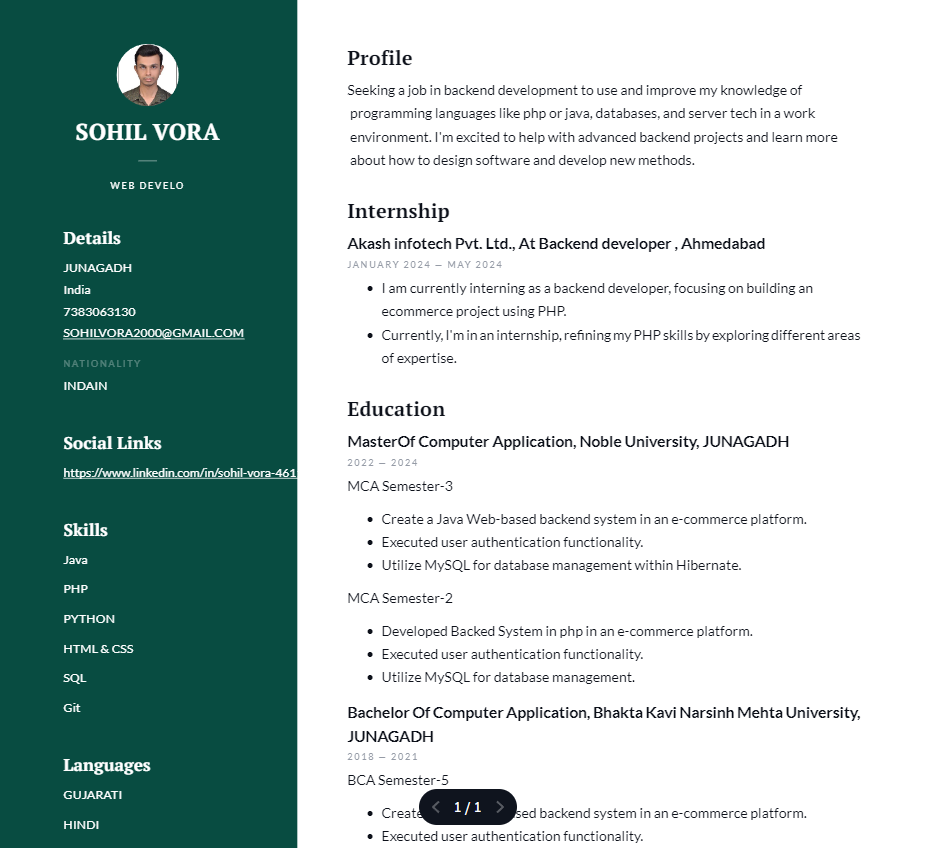 SOHIL VORA
WEB DEVELO
Details
JUNAGADH
India
7383063130
SOHILVORA2000@GMAIL.COM
NATIONALITY
INDAIN
Social Links
https://www.linkedin.com/in/sohil-vora-461
Skills
Java
PHP
PYTHON
HTML & CSS
SQL
Git
Languages
GUJARATI
HINDI
Profile
Seeking a job in backend development to use and improve my knowledge of
programming languages like php or java, databases, and server tech in a work
environment. I'm excited to help with advanced backend projects and learn more
about how to design software and develop new methods.
Internship
Akash infotech Pvt. Ltd., At Backend developer , Ahmedabad
JANUARY 2024 — MAY 2024
• I am currently interning as a backend developer, focusing on building an
ecommerce project using PHP.
• Currently, I'm in an internship, refining my PHP skills by exploring different areas
of expertise.
Education
MasterOf Computer Application, Noble University, JUNAGADH
2022 — 2024
MCA Semester-3
• Create a Java Web-based backend system in an e-commerce platform.
• Executed user authentication functionality.
• Utilize MySQL for database management within Hibernate.
MCA Semester-2
• Developed Backed System in php in an e-commerce platform.
• Executed user authentication functionality.
• Utilize MySQL for database management.
Bachelor Of Computer Application, Bhakta Kavi Narsinh Mehta University,
JUNAGADH
2018 — 2021
BCA Semester-5
• Create sed backend system in an e-commerce platform.
• Executed user authentication functionality.
1 / 1